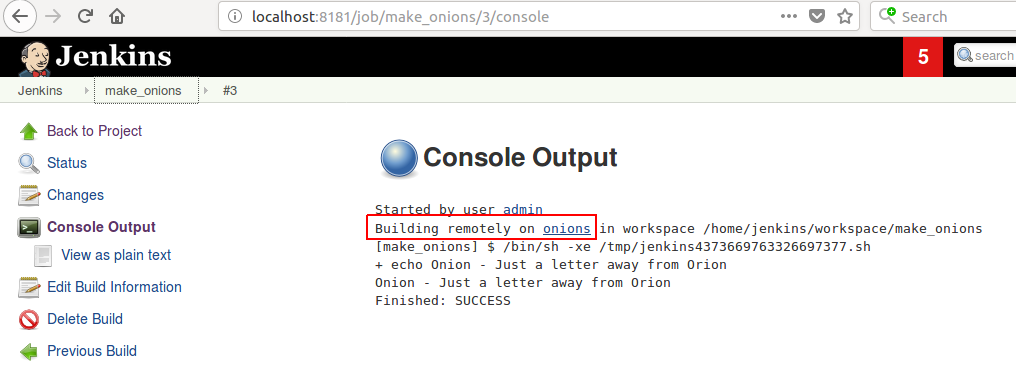 localhost:8181/job/make_onions/3/console
Search
Jenkins
5
search
Jenkins make_onions #3
Back to Project
Status
Changes
Console Output
View as plain text
Edit Build Information
Delete Build
Previous Build
Console Output
Started by user admin
Building remotely on onions in workspace /home/jenkins/workspace/make_onions
[make_onions] $ /bin/sh -xe /tmp/jenkins4373669763326697377.sh
+ echo Onion - Just a letter away from Orion
Onion - Just a letter away from Orion
Finished: SUCCESS